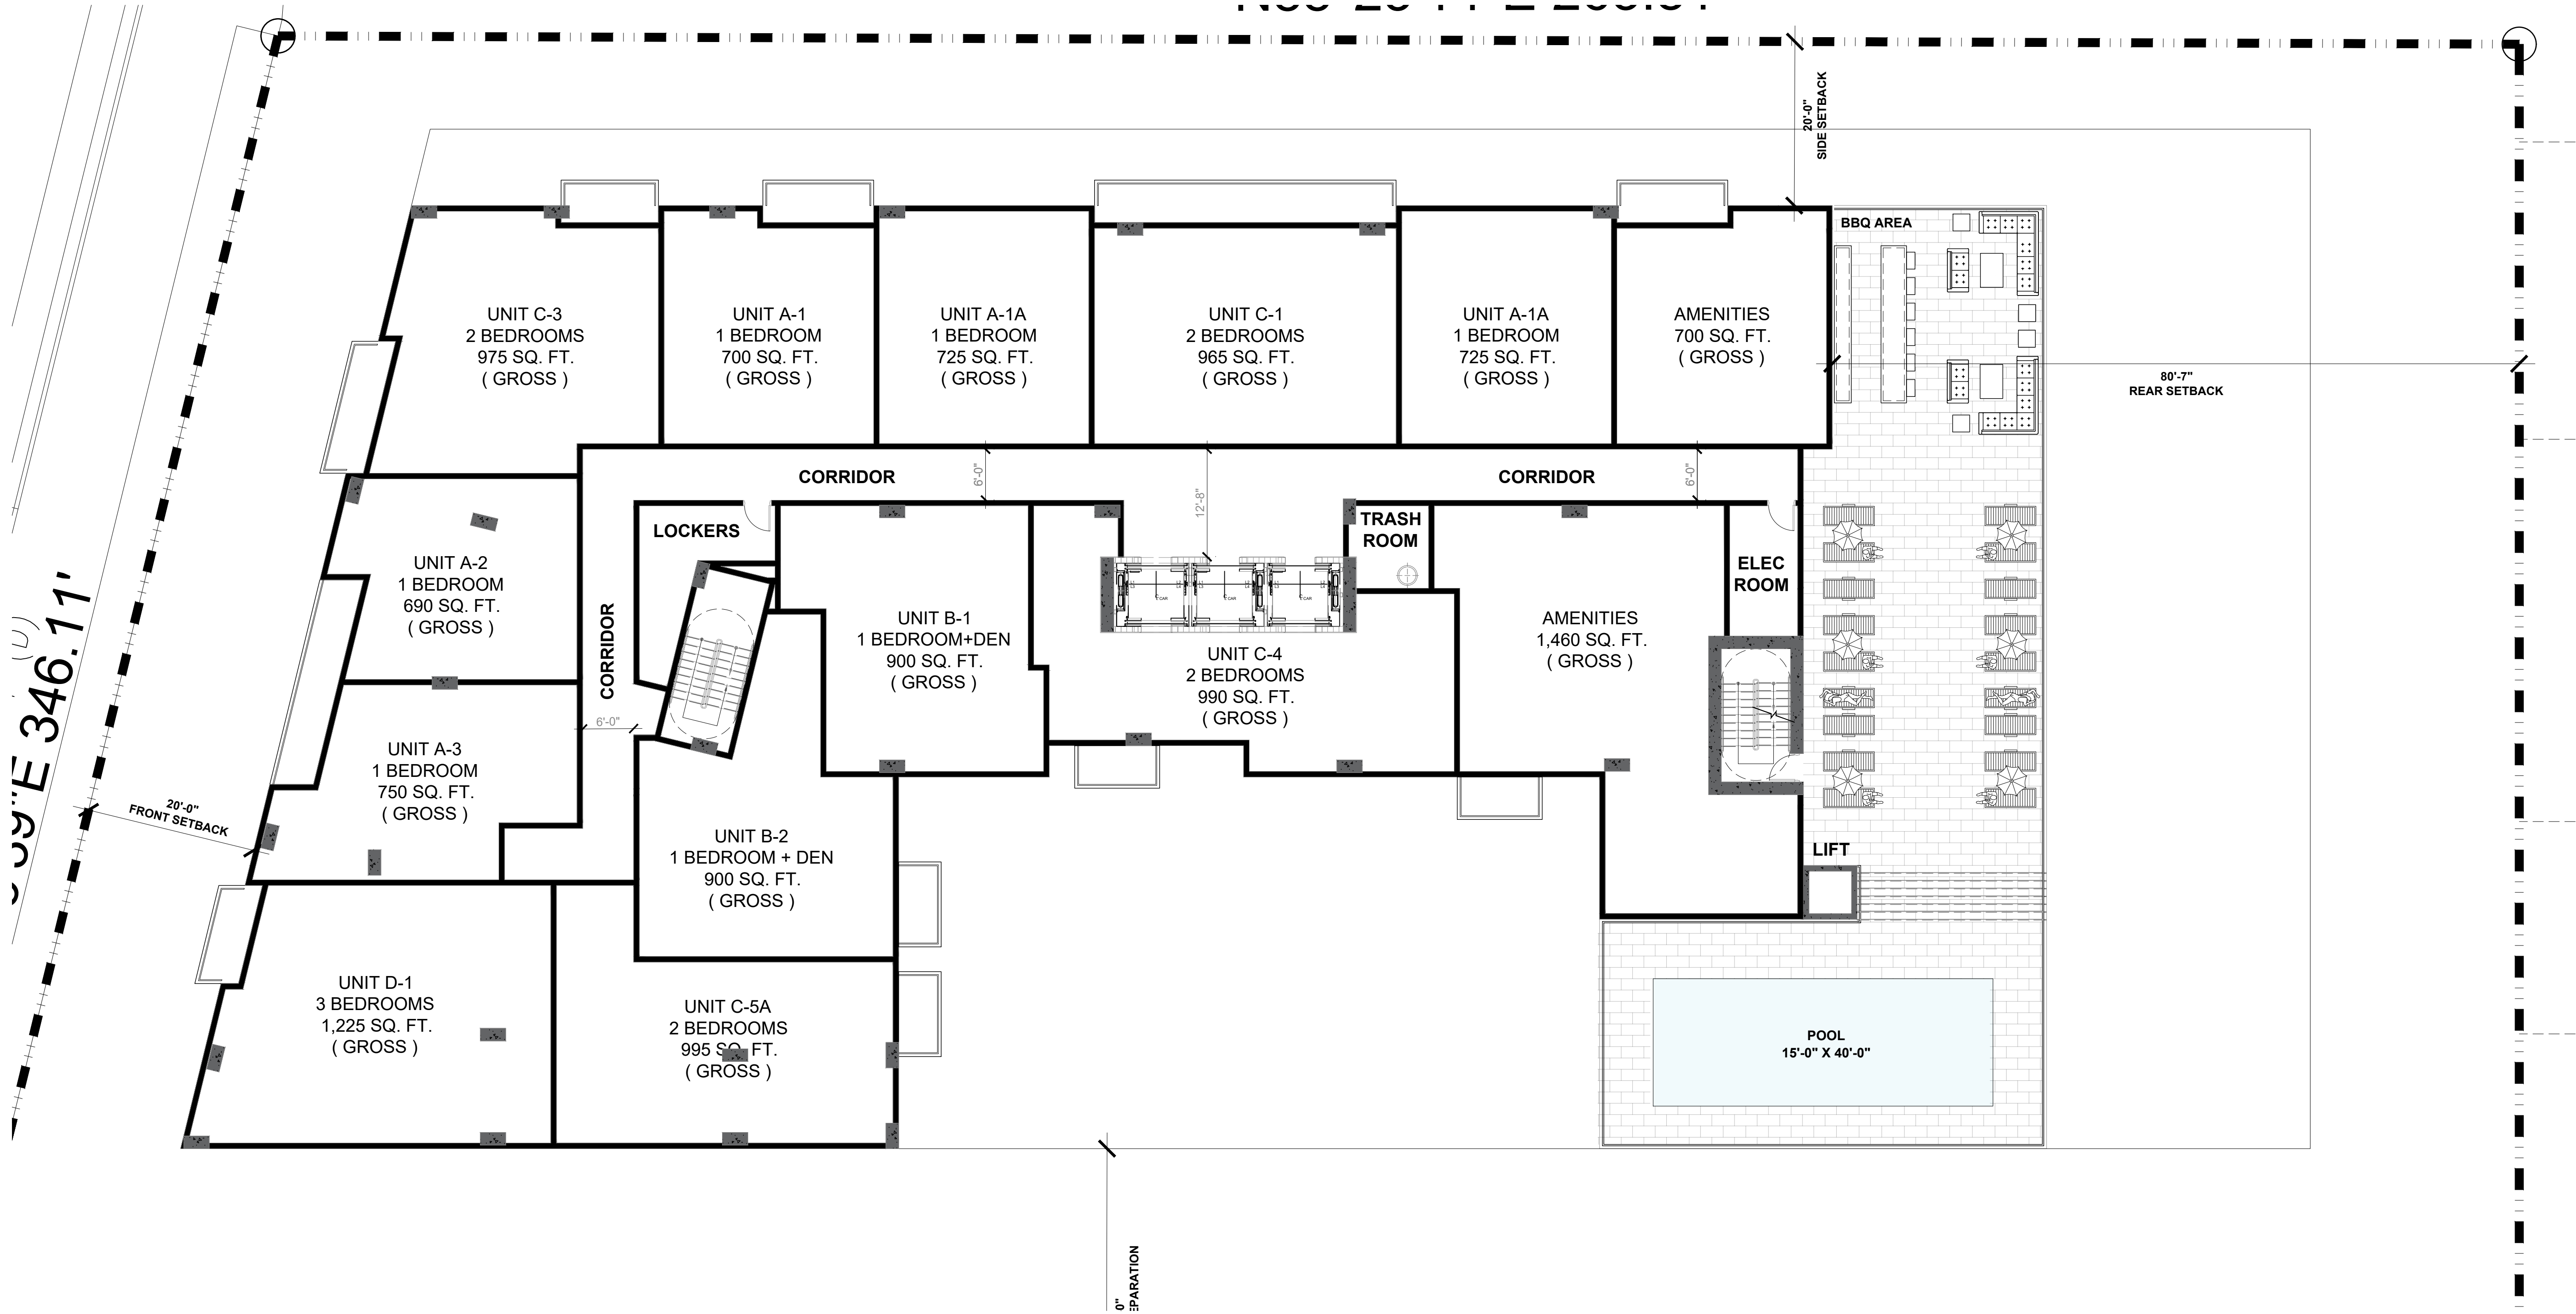 20'-0"
SIDE SETBACK
BBQ AREA
UNIT C-3
2 BEDROOMS
975 SQ. FT.
( GROSS )
UNIT A-1
1 BEDROOM
700 SQ. FT.
( GROSS )
UNIT A-1A
1 BEDROOM
725 SQ. FT.
( GROSS )
UNIT C-1
2 BEDROOMS
965 SQ. FT.
( GROSS )
UNIT A-1A
1 BEDROOM
725 SQ. FT.
( GROSS )
AMENITIES
700 SQ. FT.
( GROSS )
80'-7"
REAR SETBACK
CORRIDOR
6'-0"
12'-8"
CORRIDOR
6'-0"
LOCKERS
TRASH
ROOM
ELEC
ROOM
UNIT A-2
1 BEDROOM
690 SQ. FT.
( GROSS )
CORRIDOR
6'-0"
UNIT B-1
1 BEDROOM+DEN
900 SQ. FT.
( GROSS )
CAR
CAR
CAR
UNIT C-4
2 BEDROOMS
990 SQ. FT.
( GROSS )
AMENITIES
1,460 SQ. FT.
( GROSS )
E 346.11'
UNIT A-3
1 BEDROOM
750 SQ. FT.
( GROSS )
20'-0"
FRONT SETBACK
UNIT B-2
1 BEDROOM + DEN
900 SQ. FT.
( GROSS )
LIFT
UNIT D-1
3 BEDROOMS
1,225 SQ. FT.
( GROSS )
UNIT C-5A
2 BEDROOMS
995 SQ. FT.
( GROSS )
POOL
15'-0" X 40'-0"